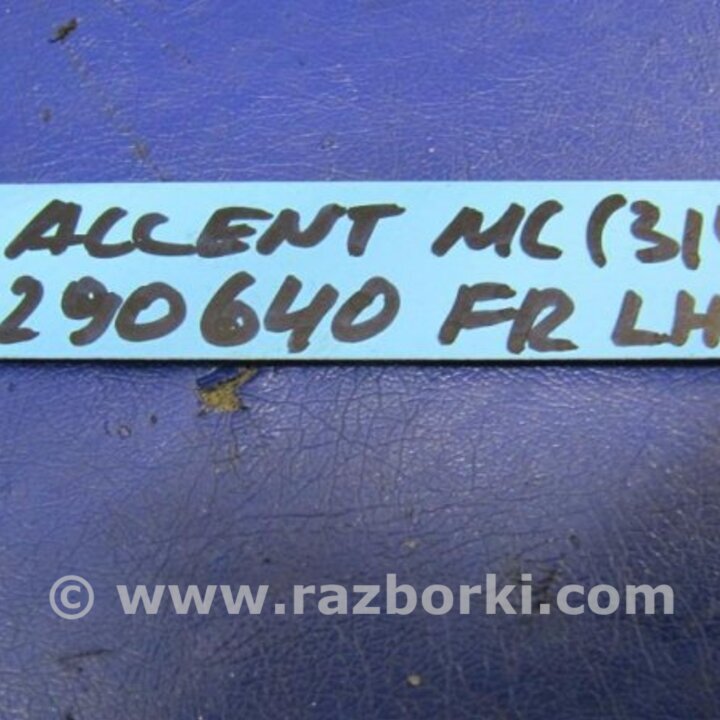 ACCENT MC (31
290640 FR LH
© www.razborki.com